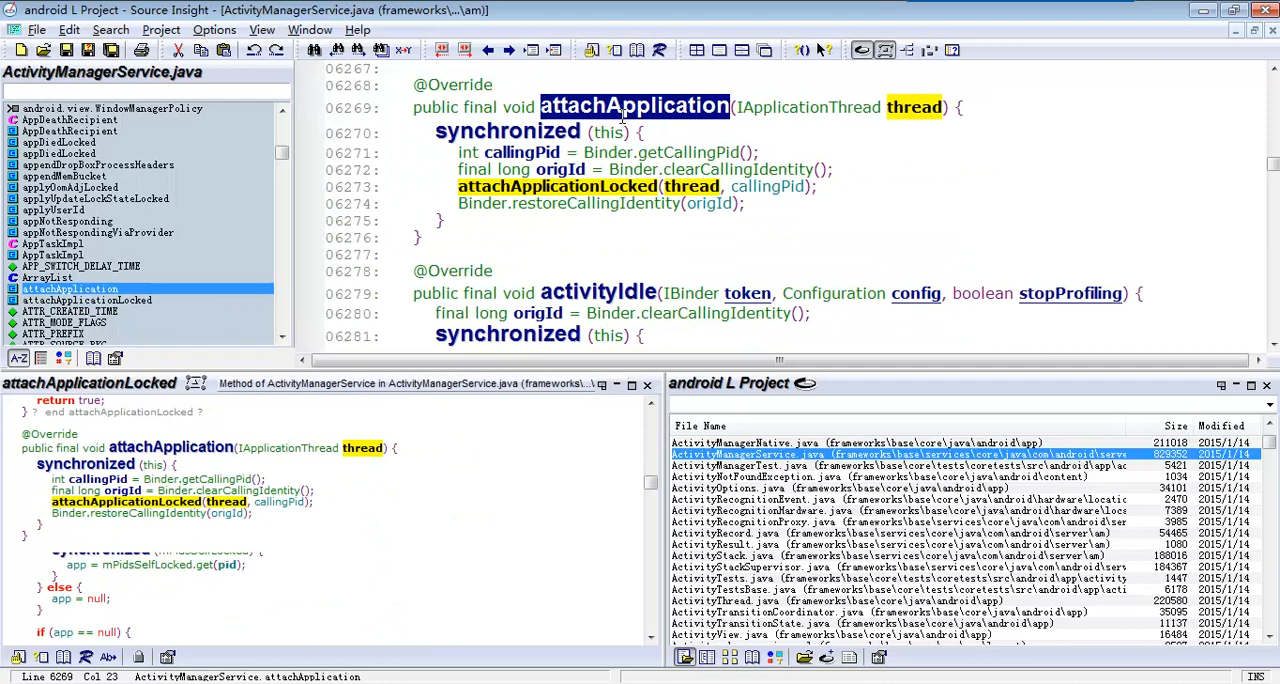 android L Project - Source Insight - [ActivityManagerService.java (frameworks\...\am)]
File Edit Search Project Options View Window Help
ActivityManagerService.java
android.view.WindowManagerPolicy
AppDeathRecipient
AppDeathRecipient
appDiedLocked
appDiedLocked
appendDropBoxProcessHeaders
appendMemBucket
applyOomAdjLocked
applyUpdateLockStateLocked
applyUserId
appNotResponding
appNotRespondingViaProvider
AppTaskImpl
AppTaskImpl
APP_SWITCH_DELAY_TIME
ArrayList
attachApplication
attachApplicationLocked
ATTR_CREATED_TIME
ATTR_MODE_FLAGS
ATTR_PREFIX
A-Z
06267:
06268: @Override
06269: public final void attachApplication(IApplicationThread thread) {
06270: synchronized (this) {
06271: int callingPid = Binder.getCallingPid();
06272: final long origId = Binder.clearCallingIdentity();
06273: attachApplicationLocked(thread, callingPid);
06274: Binder.restoreCallingIdentity(origId);
06275: }
06276: }
06277:
06278: @Override
06279: public final void activityIdle(IBinder token, Configuration config, boolean stopProfiling) {
06280: final long origId = Binder.clearCallingIdentity();
06281: synchronized (this) {
attachApplicationLocked Method of ActivityManagerService in ActivityManagerService.java (frameworks\...\
return true;
} ? end attachApplicationLocked ?
@Override
public final void attachApplication(IApplicationThread thread) {
synchronized (this) {
int callingPid = Binder.getCallingPid();
final long origId = Binder.clearCallingIdentity();
attachApplicationLocked(thread, callingPid);
Binder.restoreCallingIdentity(origId);
}
}
synchronized (mPidsSelfLocked) {
app = mPidsSelfLocked.get(pid);
}
} else {
app = null;
}
if (app == null) {
android L Project
File Name Size Modified
ActivityManagerNative.java (frameworks\base\core\java\android\app) 211018 2015/1/14
ActivityManagerService.java (frameworks\base\services\core\java\com\android\serve 829352 2015/1/14
ActivityManagerTest.java (frameworks\base\core\tests\coretests\src\android\app\ac 5421 2015/1/14
ActivityNotFoundException.java (frameworks\base\core\java\android\content) 1034 2015/1/14
ActivityOptions.java (frameworks\base\core\java\android\app) 34101 2015/1/14
ActivityRecognitionEvent.java (frameworks\base\core\java\android\hardware\locatic 2470 2015/1/14
ActivityRecognitionHardware.java (frameworks\base\core\java\android\hardware\locs 7389 2015/1/14
ActivityRecognitionProxy.java (frameworks\base\services\core\java\com\android\ser 3985 2015/1/14
ActivityRecord.java (frameworks\base\services\core\java\com\android\server\am) 54465 2015/1/14
ActivityResult.java (frameworks\base\services\core\java\com\android\server\am) 1080 2015/1/14
ActivityStack.java (frameworks\base\services\core\java\com\android\server\am) 188016 2015/1/14
ActivityStackSupervisor.java (frameworks\base\services\core\java\com\android\serv 184367 2015/1/14
ActivityTests.java (frameworks\base\core\tests\coretests\src\android\app\activity 1447 2015/1/14
ActivityTestsBase.java (frameworks\base\core\tests\coretests\src\android\app\acti 6178 2015/1/14
ActivityThread.java (frameworks\base\core\java\android\app) 220580 2015/1/14
ActivityTransitionCoordinator.java (frameworks\base\core\java\android\app) 35095 2015/1/14
ActivityTransitionState.java (frameworks\base\core\java\android\app) 11137 2015/1/14
ActivityView.java (frameworks\base\core\java\android\app) 16484 2015/1/14
Line 6269 Col 23 ActivityManagerService.attachApplication INS